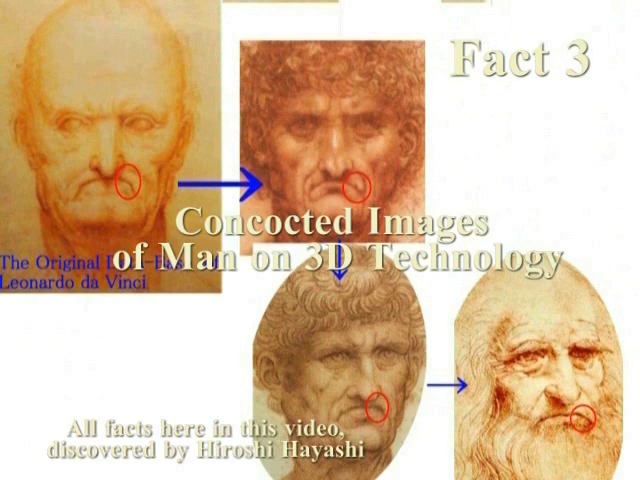 Fact 3
Concocted Images
of Man on 3D Technology
The Original of
Leonardo da Vinci
All facts here in this video,
discovered by Hiroshi Hayashi